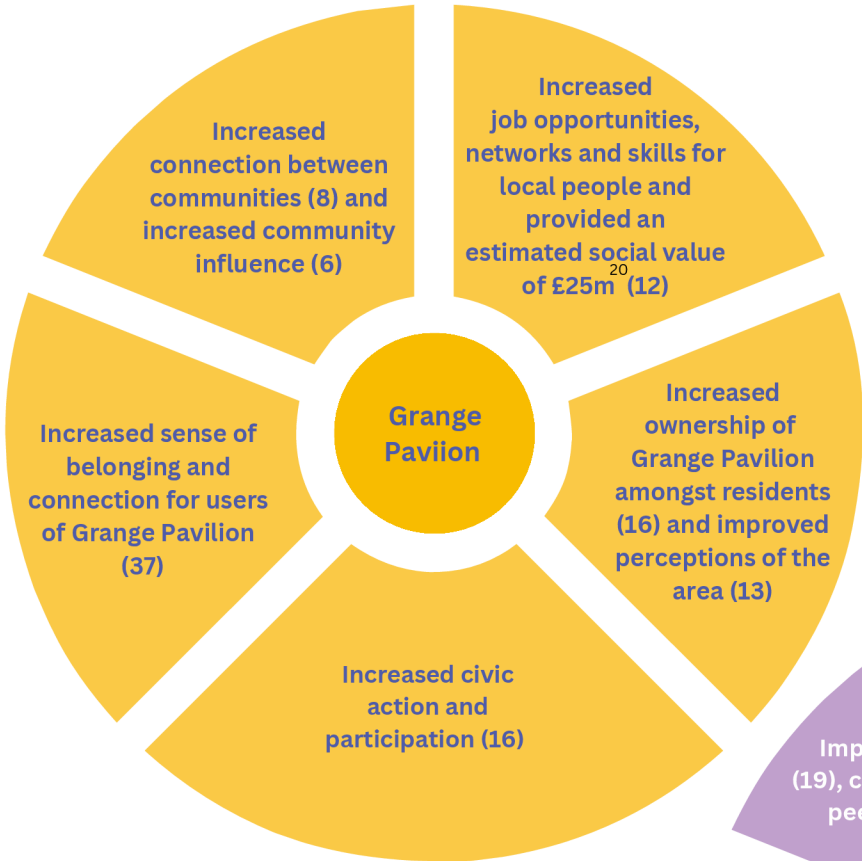 Increased
connection between
communities (8) and
increased community
influence (6)
Increased
job opportunities,
networks and skills for
local people and
provided an
estimated social value
of £25m20 (12)
Increased sense of
belonging and
connection for users
of Grange Pavilion
(37)
Grange
Paviion
Increased
ownership of
Grange Pavilion
amongst residents
(16) and improved
perceptions of the
area (13)
Increased civic
action and
participation (16)
(19),